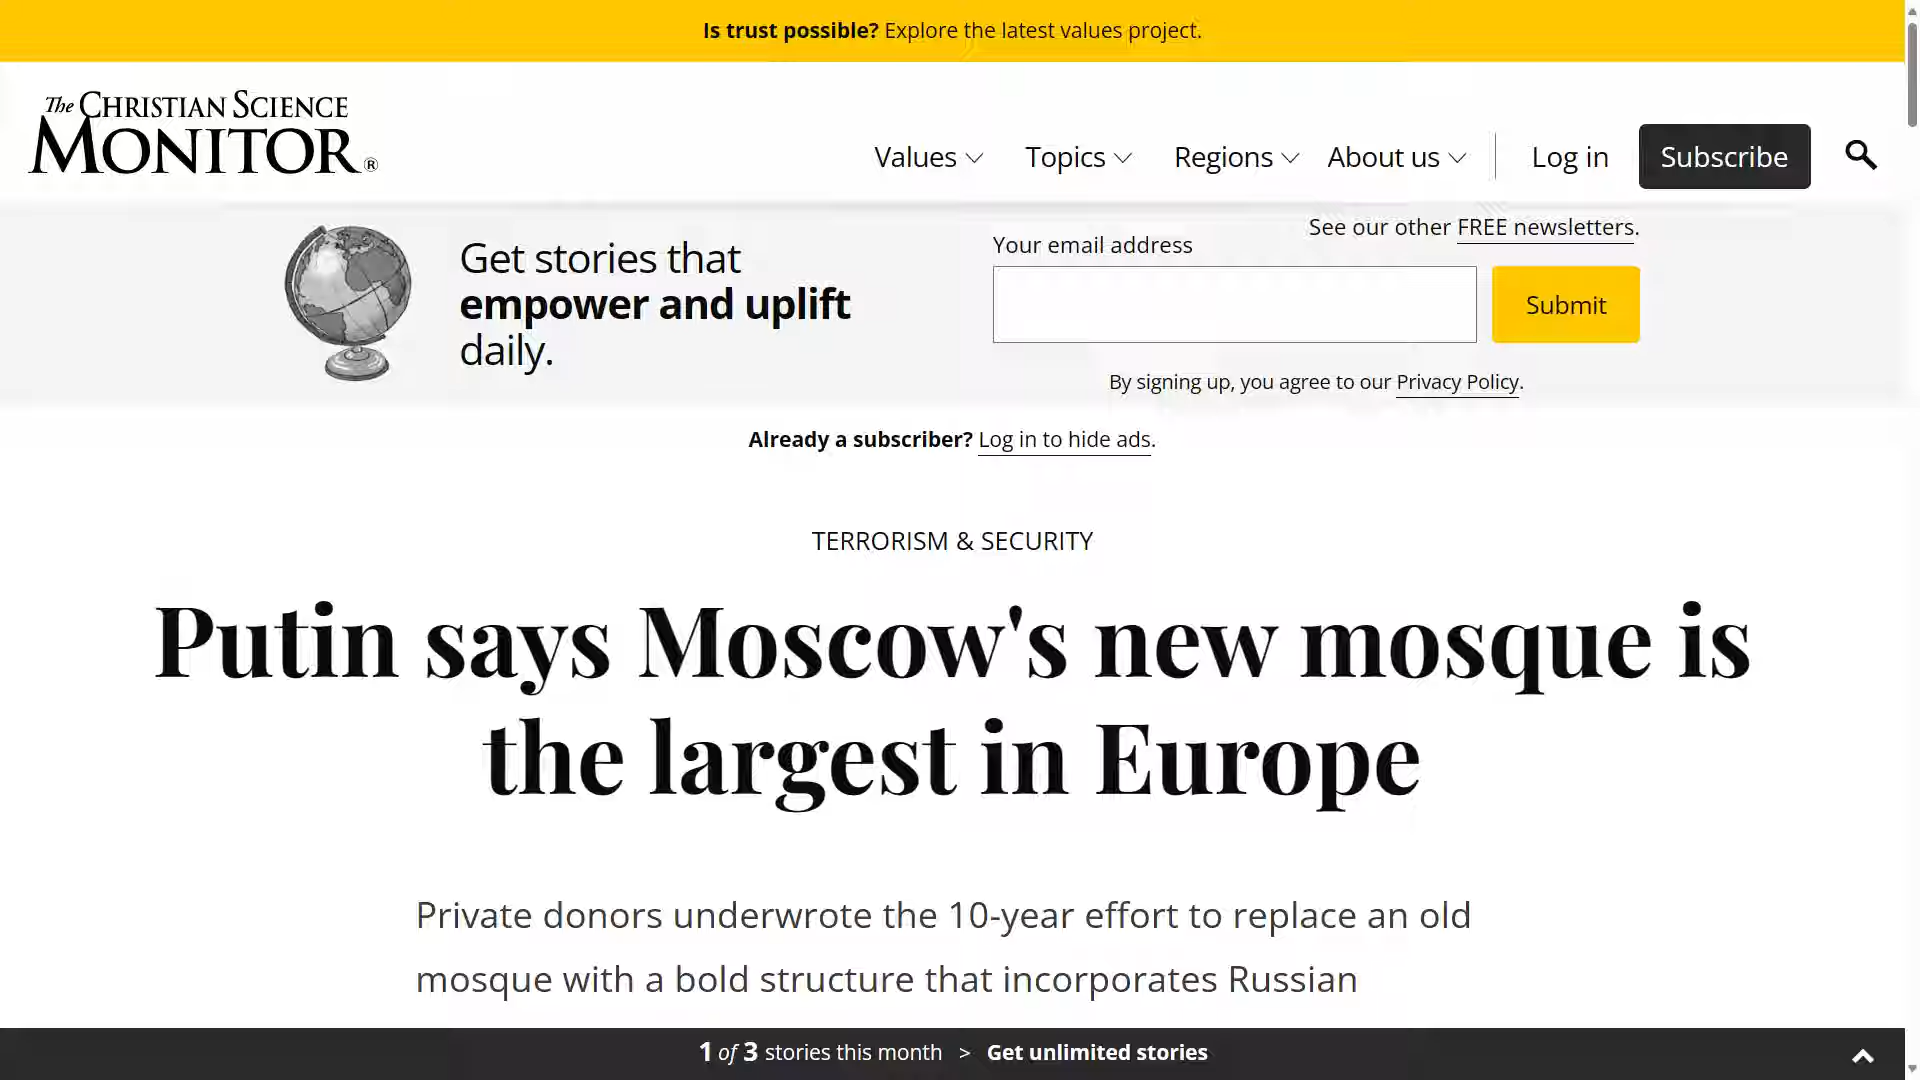 Is trust possible? Explore the latest values project.
The CHRISTIAN SCIENCE
MONITOR®
Values
Topics
Regions
About us
Log in
Subscribe
Get stories that
empower and uplift
daily.
See our other FREE newsletters.
Your email address
Submit
By signing up, you agree to our Privacy Policy.
Already a subscriber? Log in to hide ads.
TERRORISM & SECURITY
Putin says Moscow's new mosque is
the largest in Europe
Private donors underwrote the 10-year effort to replace an old
mosque with a bold structure that incorporates Russian
1 of 3 stories this month > Get unlimited stories